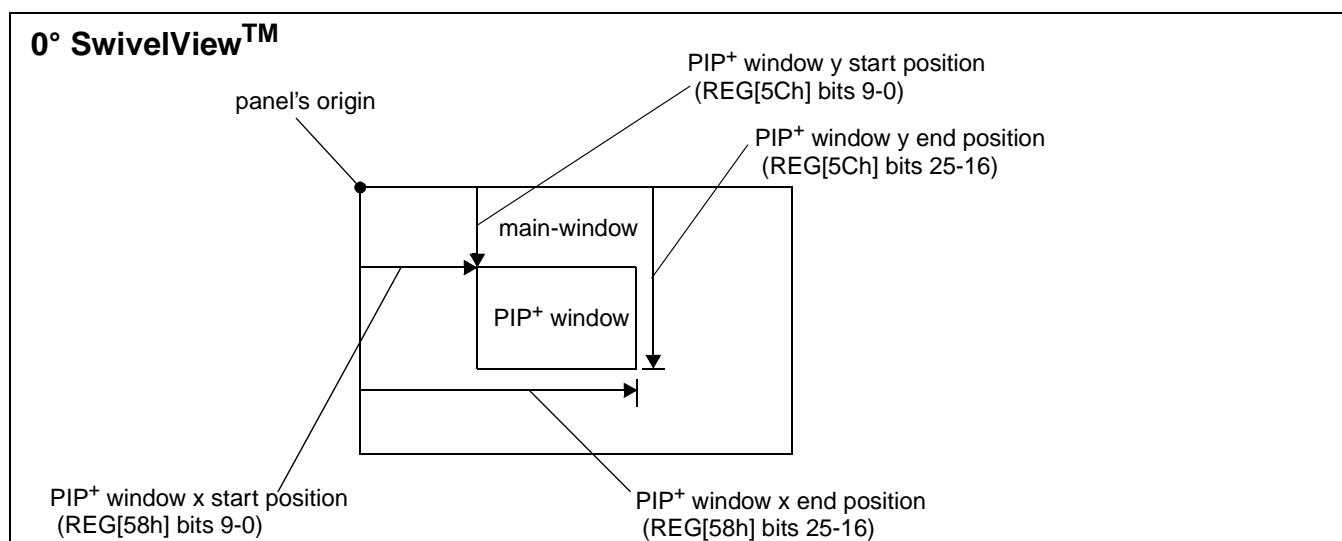 0° SwivelView™
PIP+ window y start position
(REG[5Ch] bits 9-0)
panel's origin
PIP+ window y end position
(REG[5Ch] bits 25-16)
main-window
PIP+ window
PIP+ window x start position
(REG[58h] bits 9-0)
PIP+ window x end position
(REG[58h] bits 25-16)